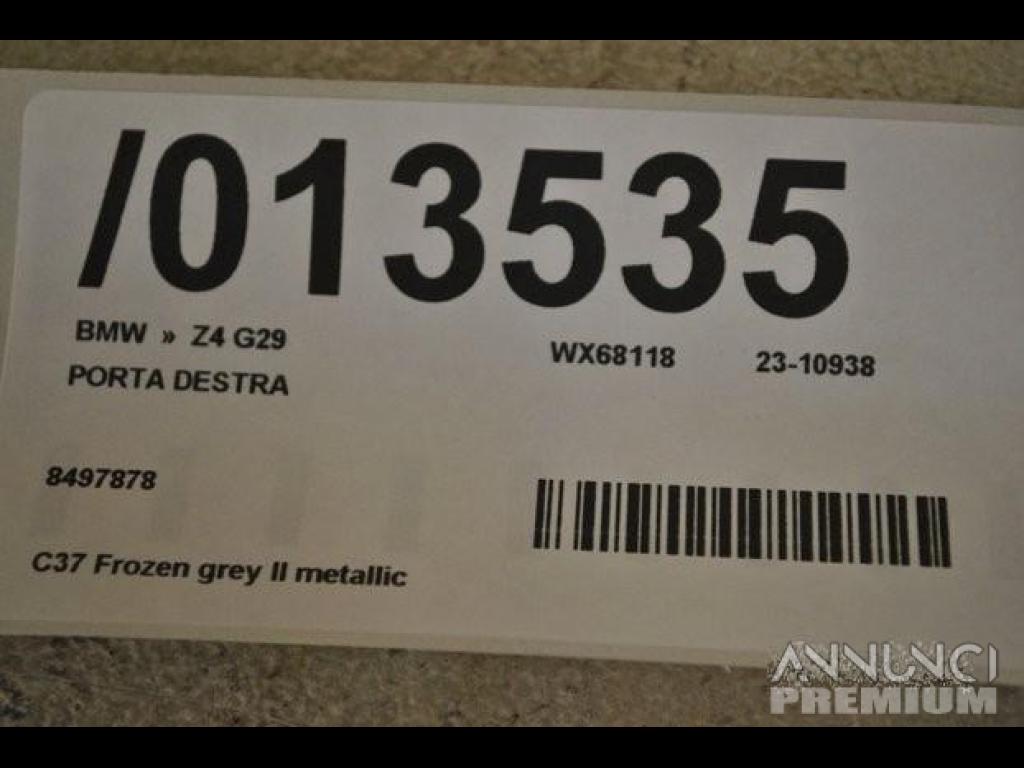 /013535
BMW » Z4 G29 WX68118 23-10938
PORTA DESTRA
8497878
C37 Frozen grey II metallic
ANNUNCI
PREMIUM